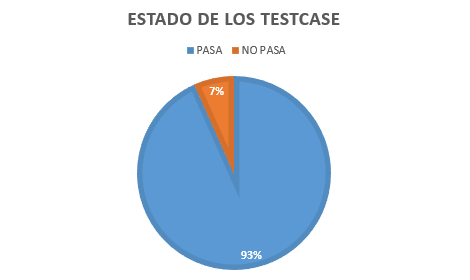 ESTADO DE LOS TESTCASE
PASA NO PASA
7%
93%